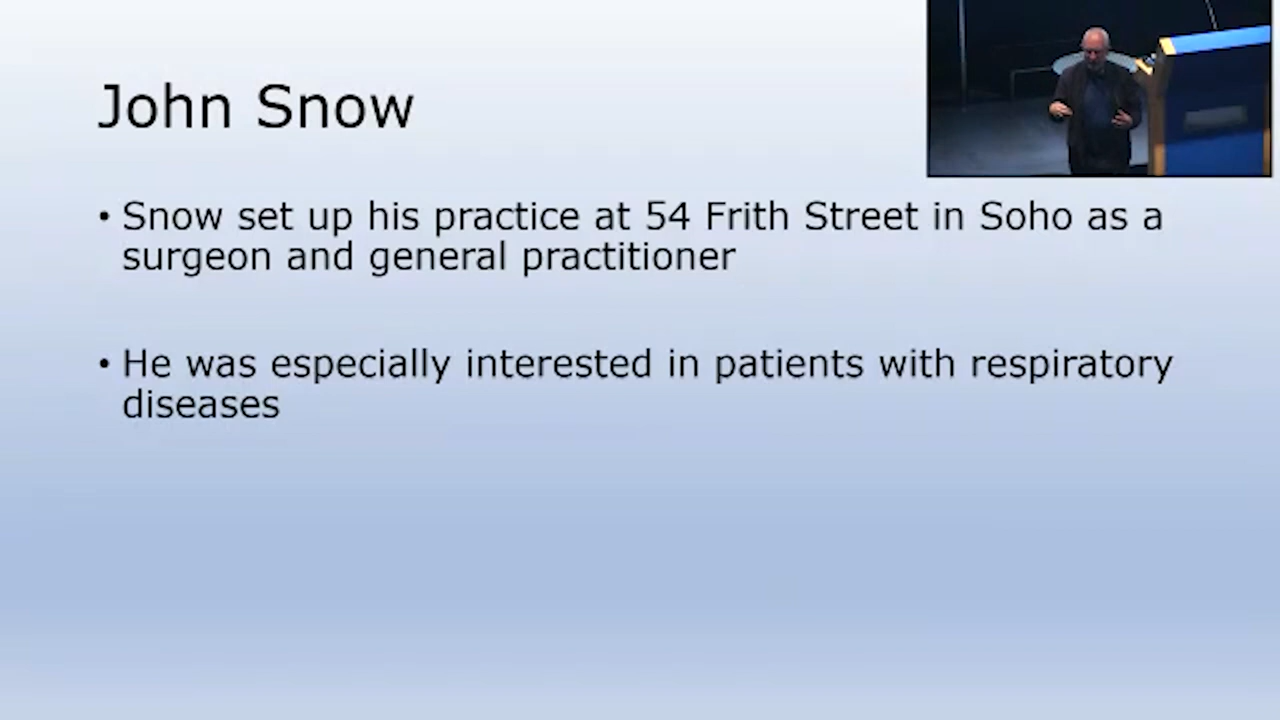 John Snow
• Snow set up his practice at 54 Frith Street in Soho as a
surgeon and general practitioner
• He was especially interested in patients with respiratory
diseases